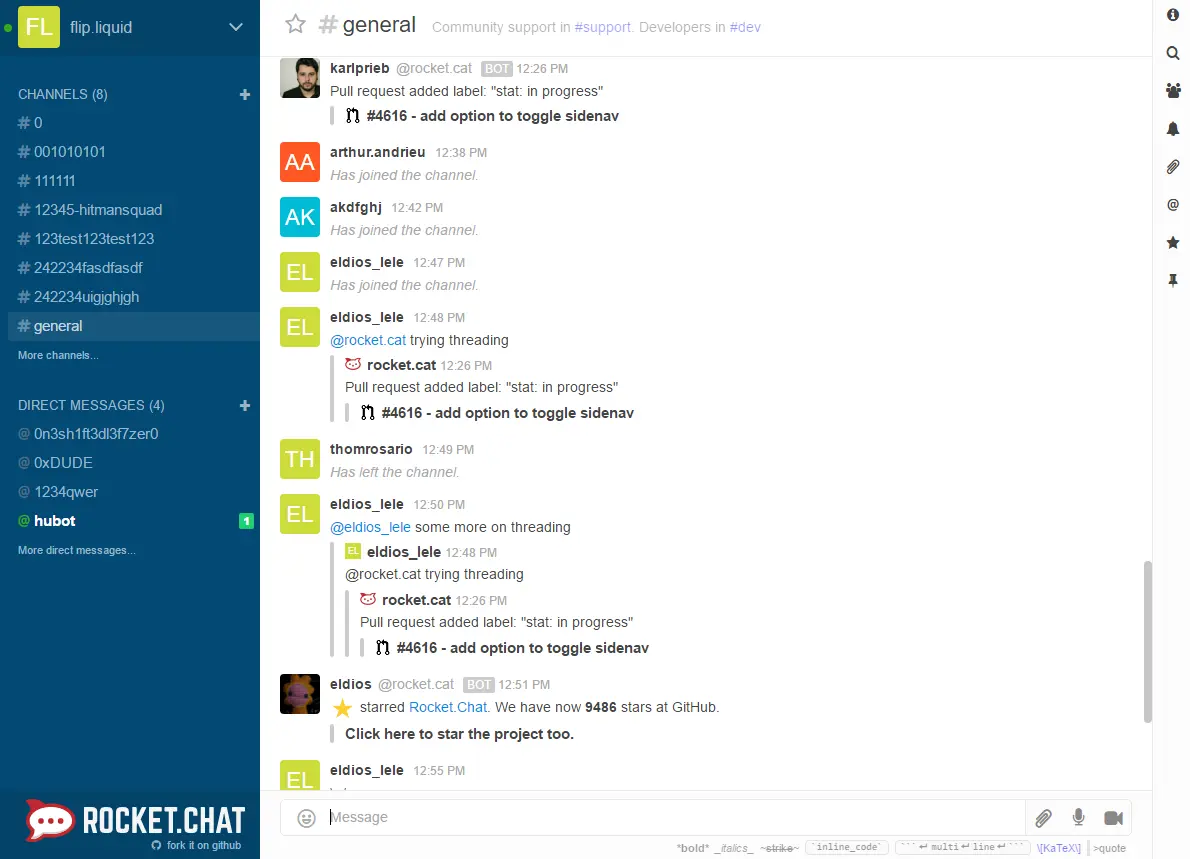 FL flip.liquid
CHANNELS (8) +
# 0
# 001010101
# 111111
# 12345-hitmansquad
# 123test123test123
# 242234fasdfasdf
# 242234uigjghjgh
# general
More channels...
DIRECT MESSAGES (4) +
@ 0n3sh1ft3dl3f7zer0
@ 0xDUDE
@ 1234qwer
@ hubot 1
More direct messages...
ROCKET.CHAT
fork it on github
# general Community support in #support. Developers in #dev
karlprieb @rocket.cat BOT 12:26 PM
Pull request added label: "stat: in progress"
#4616 - add option to toggle sidenav
AA arthur.andrieu 12:38 PM
Has joined the channel.
AK akdfghj 12:42 PM
Has joined the channel.
EL eldios_lele 12:47 PM
Has joined the channel.
EL eldios_lele 12:48 PM
@rocket.cat trying threading
rocket.cat 12:26 PM
Pull request added label: "stat: in progress"
#4616 - add option to toggle sidenav
TH thomrosario 12:49 PM
Has left the channel.
EL eldios_lele 12:50 PM
@eldios_lele some more on threading
EL eldios_lele 12:48 PM
@rocket.cat trying threading
rocket.cat 12:26 PM
Pull request added label: "stat: in progress"
#4616 - add option to toggle sidenav
eldios @rocket.cat BOT 12:51 PM
starred Rocket.Chat. We have now 9486 stars at GitHub.
Click here to star the project too.
EL eldios_lele 12:55 PM
Message
*bold* _italics_ ~strike~ `inline_code` ```↵multi↵line↵``` \[KaTeX\] >quote
@